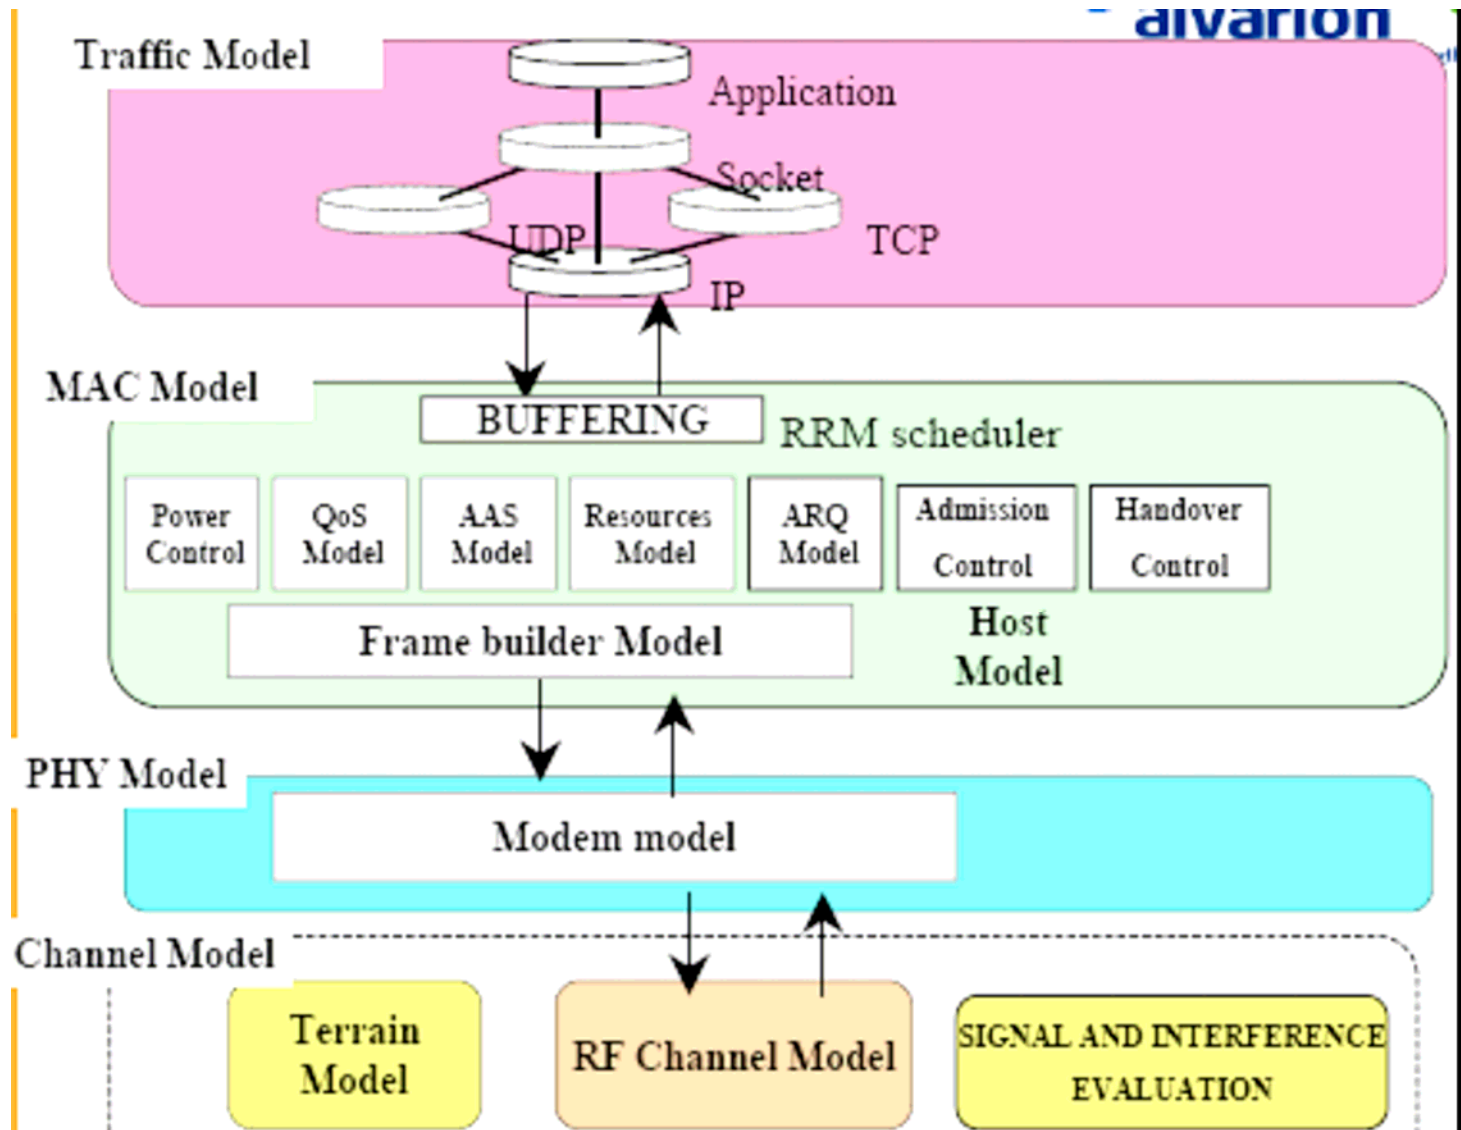 alvarion
Traffic Model
Application
Socket
UDP
TCP
IP
MAC Model
BUFFERING
RRM scheduler
Power
Control
QoS
Model
AAS
Model
Resources
Model
ARQ
Model
Admission
Control
Handover
Control
Frame builder Model
Host
Model
PHY Model
Modem model
Channel Model
Terrain
Model
RF Channel Model
SIGNAL AND INTERFERENCE
EVALUATION